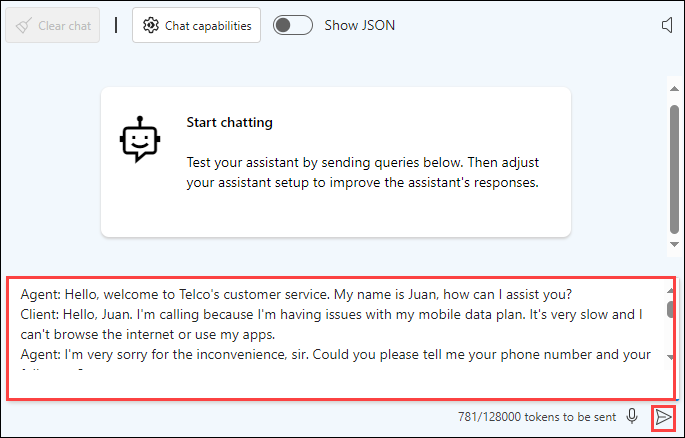 Clear chat
Chat capabilities
Show JSON
Start chatting
Test your assistant by sending queries below. Then adjust
your assistant setup to improve the assistant's responses.
Agent: Hello, welcome to Telco's customer service. My name is Juan, how can I assist you?
Client: Hello, Juan. I'm calling because I'm having issues with my mobile data plan. It's very slow and I
can't browse the internet or use my apps.
Agent: I'm very sorry for the inconvenience, sir. Could you please tell me your phone number and your
781/128000 tokens to be sent